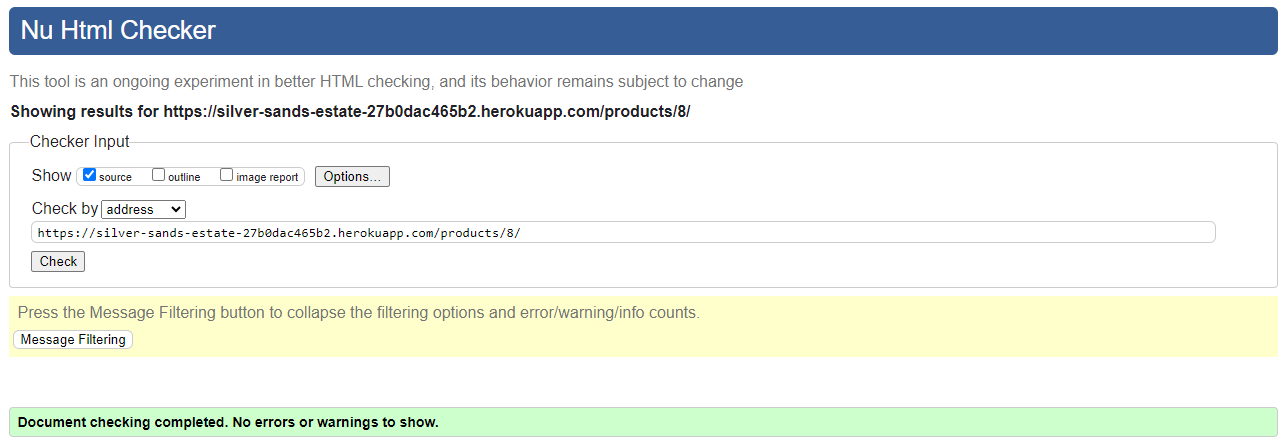 Nu Html Checker
This tool is an ongoing experiment in better HTML checking, and its behavior remains subject to change
Showing results for https://silver-sands-estate-27b0dac465b2.herokuapp.com/products/8/
Checker Input
Show source outline image report Options...
Check by address
https://silver-sands-estate-27b0dac465b2.herokuapp.com/products/8/
Check
Press the Message Filtering button to collapse the filtering options and error/warning/info counts.
Message Filtering
Document checking completed. No errors or warnings to show.